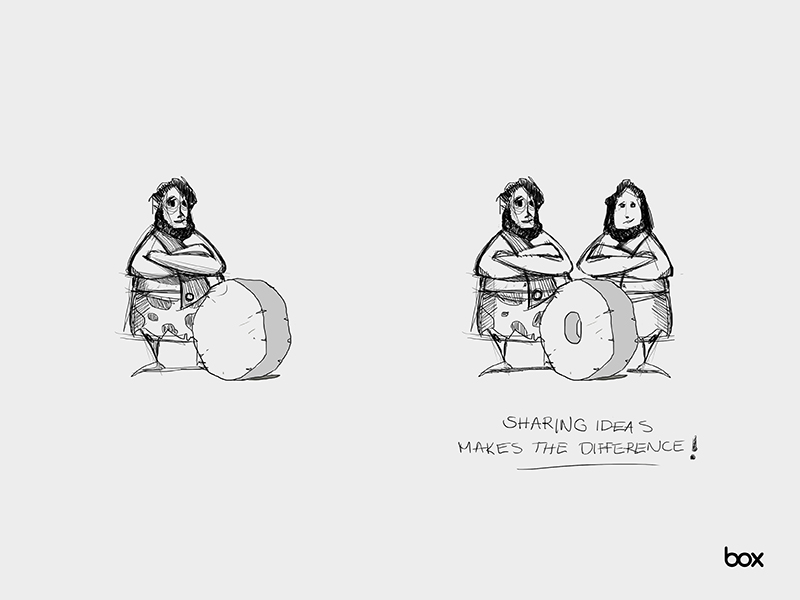 SHARING IDEAS
MAKES THE DIFFERENCE!
box